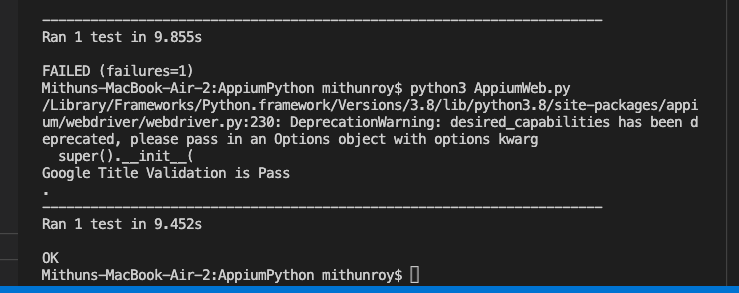 ----------------------------------------------------------------------
Ran 1 test in 9.855s
FAILED (failures=1)
Mithuns-MacBook-Air-2:AppiumPython mithunroy$ python3 AppiumWeb.py
/Library/Frameworks/Python.framework/Versions/3.8/lib/python3.8/site-packages/appi
um/webdriver/webdriver.py:230: DeprecationWarning: desired_capabilities has been d
eprecated, please pass in an Options object with options kwarg
  super().__init__(
Google Title Validation is Pass
.
----------------------------------------------------------------------
Ran 1 test in 9.452s
OK
Mithuns-MacBook-Air-2:AppiumPython mithunroy$